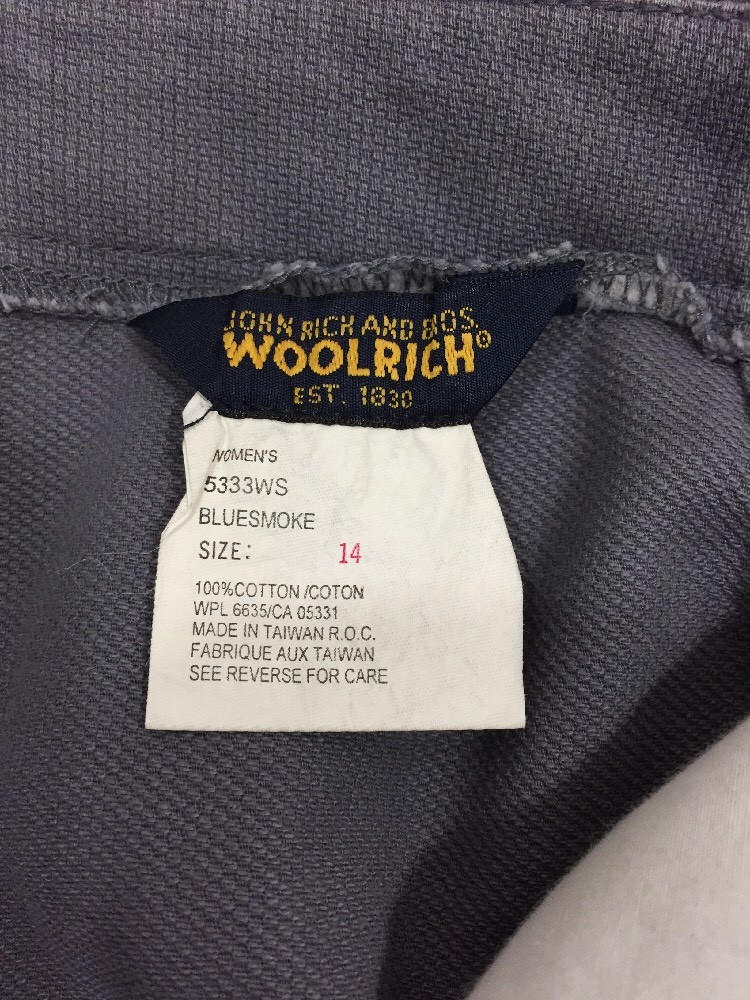 JOHN RICH AND BROS.
WOOLRICH®
EST. 1830
WOMEN'S
5333WS
BLUESMOKE
SIZE: 14
100%COTTON /COTON
WPL 6635/CA 05331
MADE IN TAIWAN R.O.C.
FABRIQUE AUX TAIWAN
SEE REVERSE FOR CARE